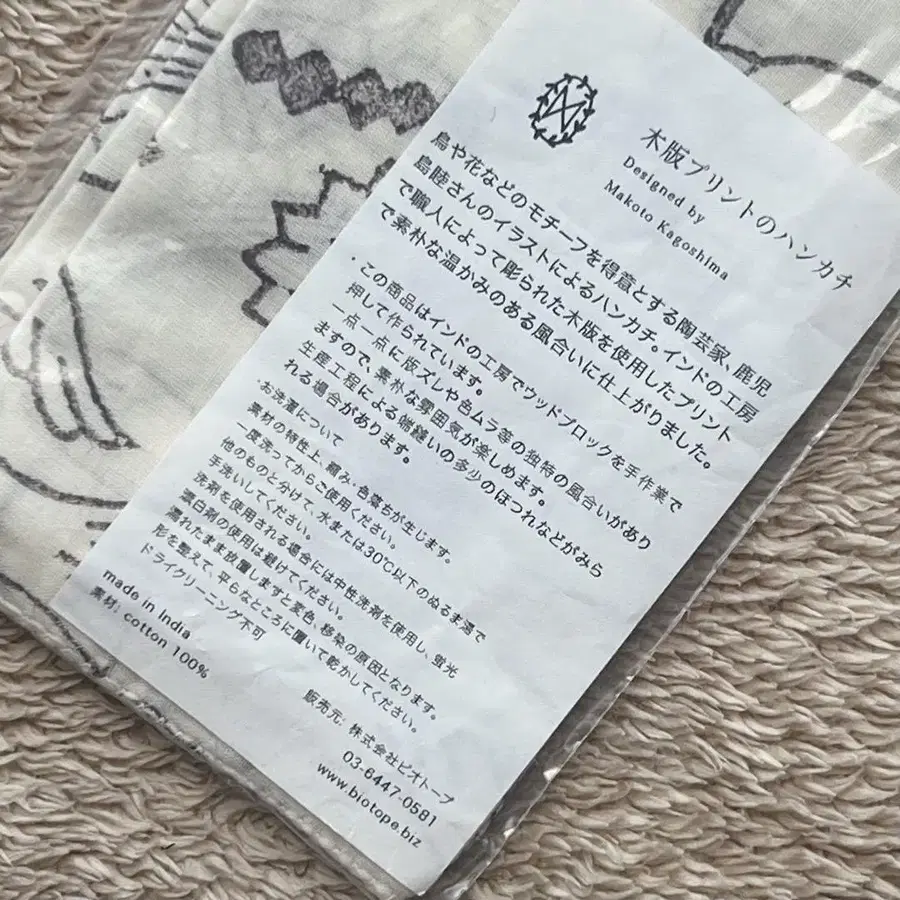 木版プリントのハンカチ
Designed by
Makoto Kagoshima
鳥や花などのモチーフを得意とする陶芸家、鹿児
島睦さんのイラストによるハンカチ。インドの工房
で職人によって彫られた木版を使用したプリント
で素朴な温かみのある風合いに仕上がりました。
・この商品はインドの工房でウッドブロックを手作業で
押して作られています。
一点一点に版ズレや色ムラ等の独特の風合いがあり
ますので、素朴な雰囲気が楽しめます。
生産工程による端縫いの多少のほつれなどがみら
れる場合があります。
・お洗濯について
素材の特性上、縮み・色落ちが生じます。
一度洗ってからご使用ください。
他のものと分けて、水または30℃以下のぬるま湯で
手洗いしてください。
洗剤を使用される場合には中性洗剤を使用し、蛍光
漂白剤の使用は避けてください。
濡れたまま放置しますと変色、移染の原因となります。
形を整えて、平らなところに置いて乾かしてください。
ドライクリーニング不可
made in India
素材: cotton 100%
販売元: 株式会社ビオトープ
03-6447-0581
www.biotope.biz